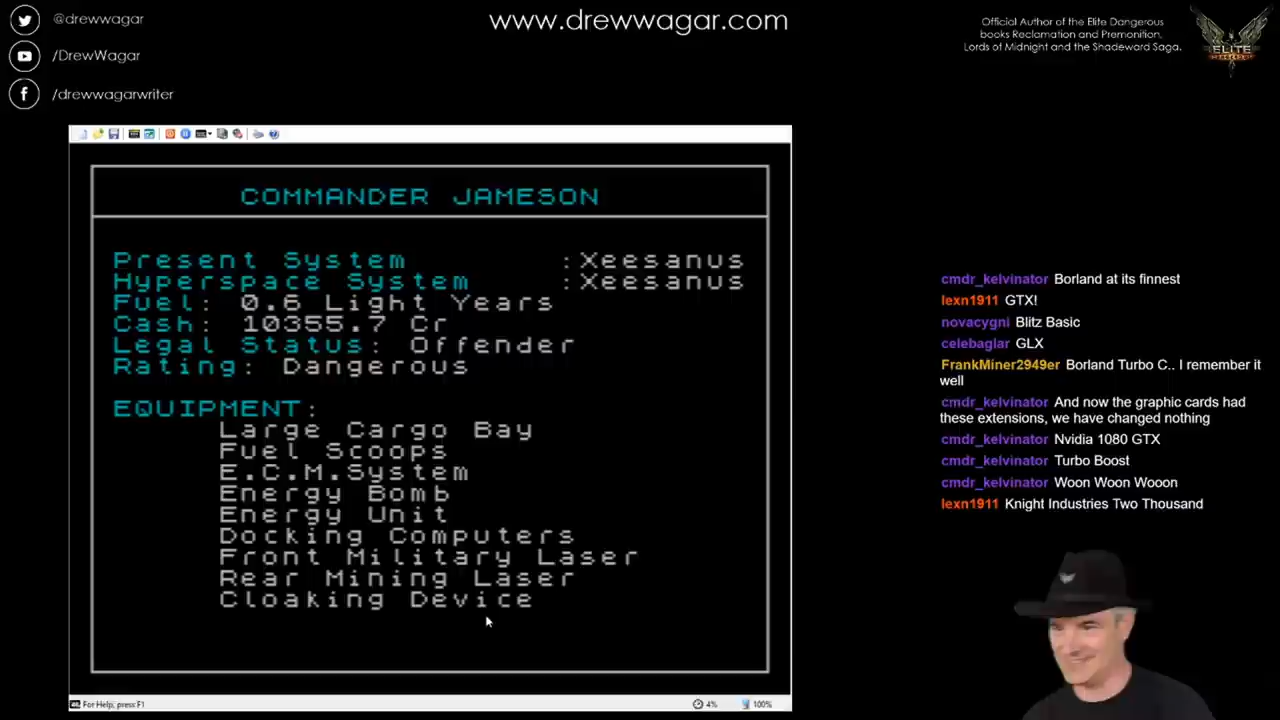 @drewwagar
/DrewWagar
/drewwagarwriter
www.drewwagar.com
Official Author of the Elite Dangerous
books Reclamation and Premonition,
Lords of Midnight and the Shadeward Saga.
ELITE
DANGEROUS
COMMANDER JAMESON
Present System :Xeesanus
Hyperspace System :Xeesanus
Fuel: 0.6 Light Years
Cash: 10355.7 Cr
Legal Status: Offender
Rating: Dangerous
EQUIPMENT:
Large Cargo Bay
Fuel Scoops
E.C.M.System
Energy Bomb
Energy Unit
Docking Computers
Front Military Laser
Rear Mining Laser
Cloaking Device
For Help, press F1
4%
100%
cmdr_kelvinator Borland at its finnest
lexn1911 GTX!
novacygni Blitz Basic
celebaglar GLX
FrankMiner2949er Borland Turbo C.. I remember it
well
cmdr_kelvinator And now the graphic cards had
these extensions, we have changed nothing
cmdr_kelvinator Nvidia 1080 GTX
cmdr_kelvinator Turbo Boost
cmdr_kelvinator Woon Woon Wooon
lexn1911 Knight Industries Two Thousand